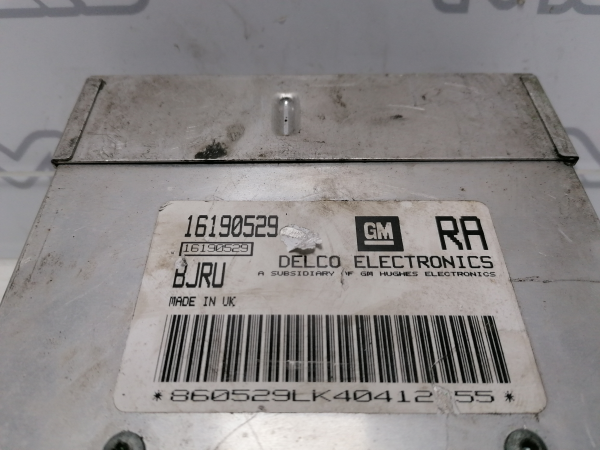 16190529 GM RA
16190529
DELCO ELECTRONICS
BJRU
A SUBSIDIARY OF GM HUGHES ELECTRONICS
MADE IN UK
*860529LK40412 55*